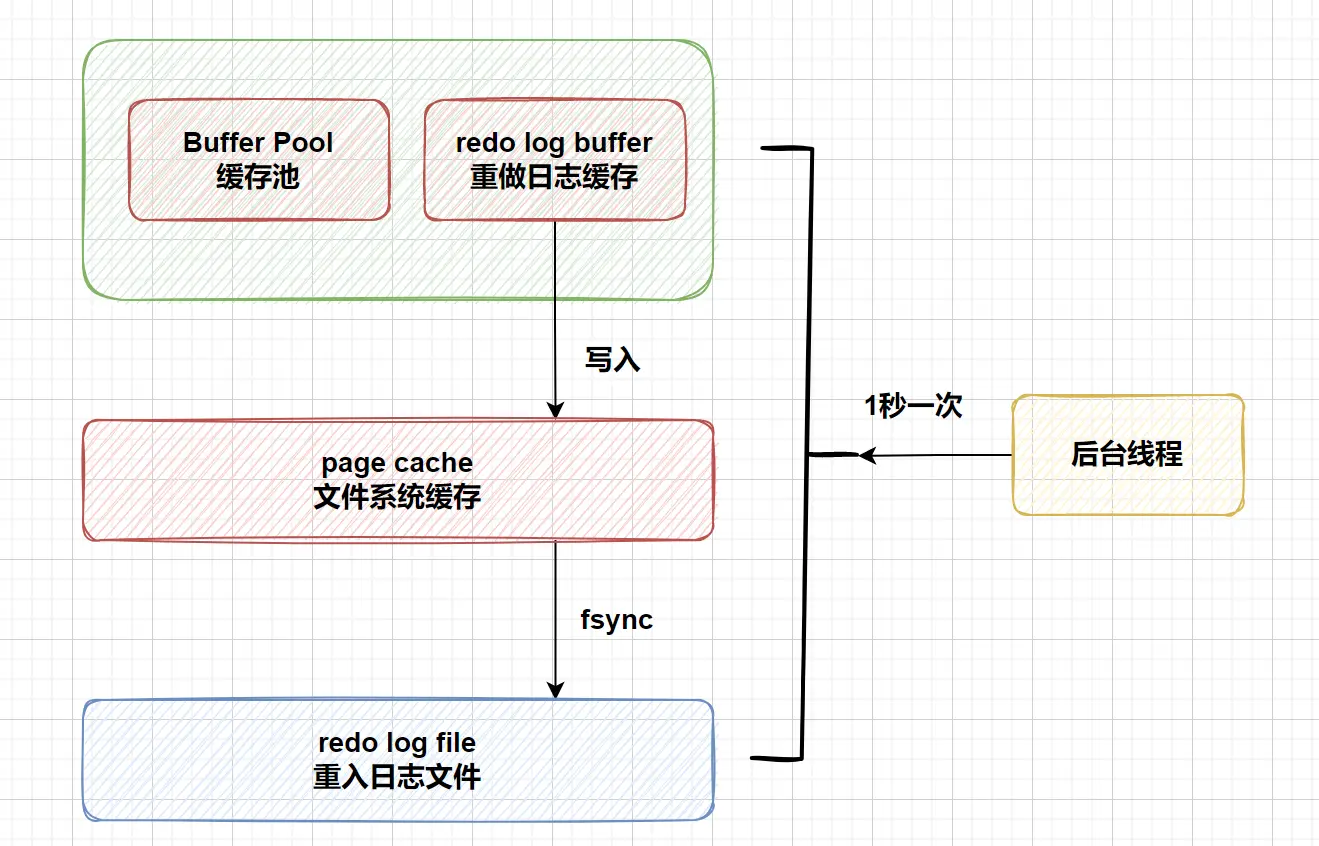 Buffer Pool
缓存池
redo log buffer
重做日志缓存
写入
1秒一次
后台线程
page cache
文件系统缓存
fsync
redo log file
重入日志文件